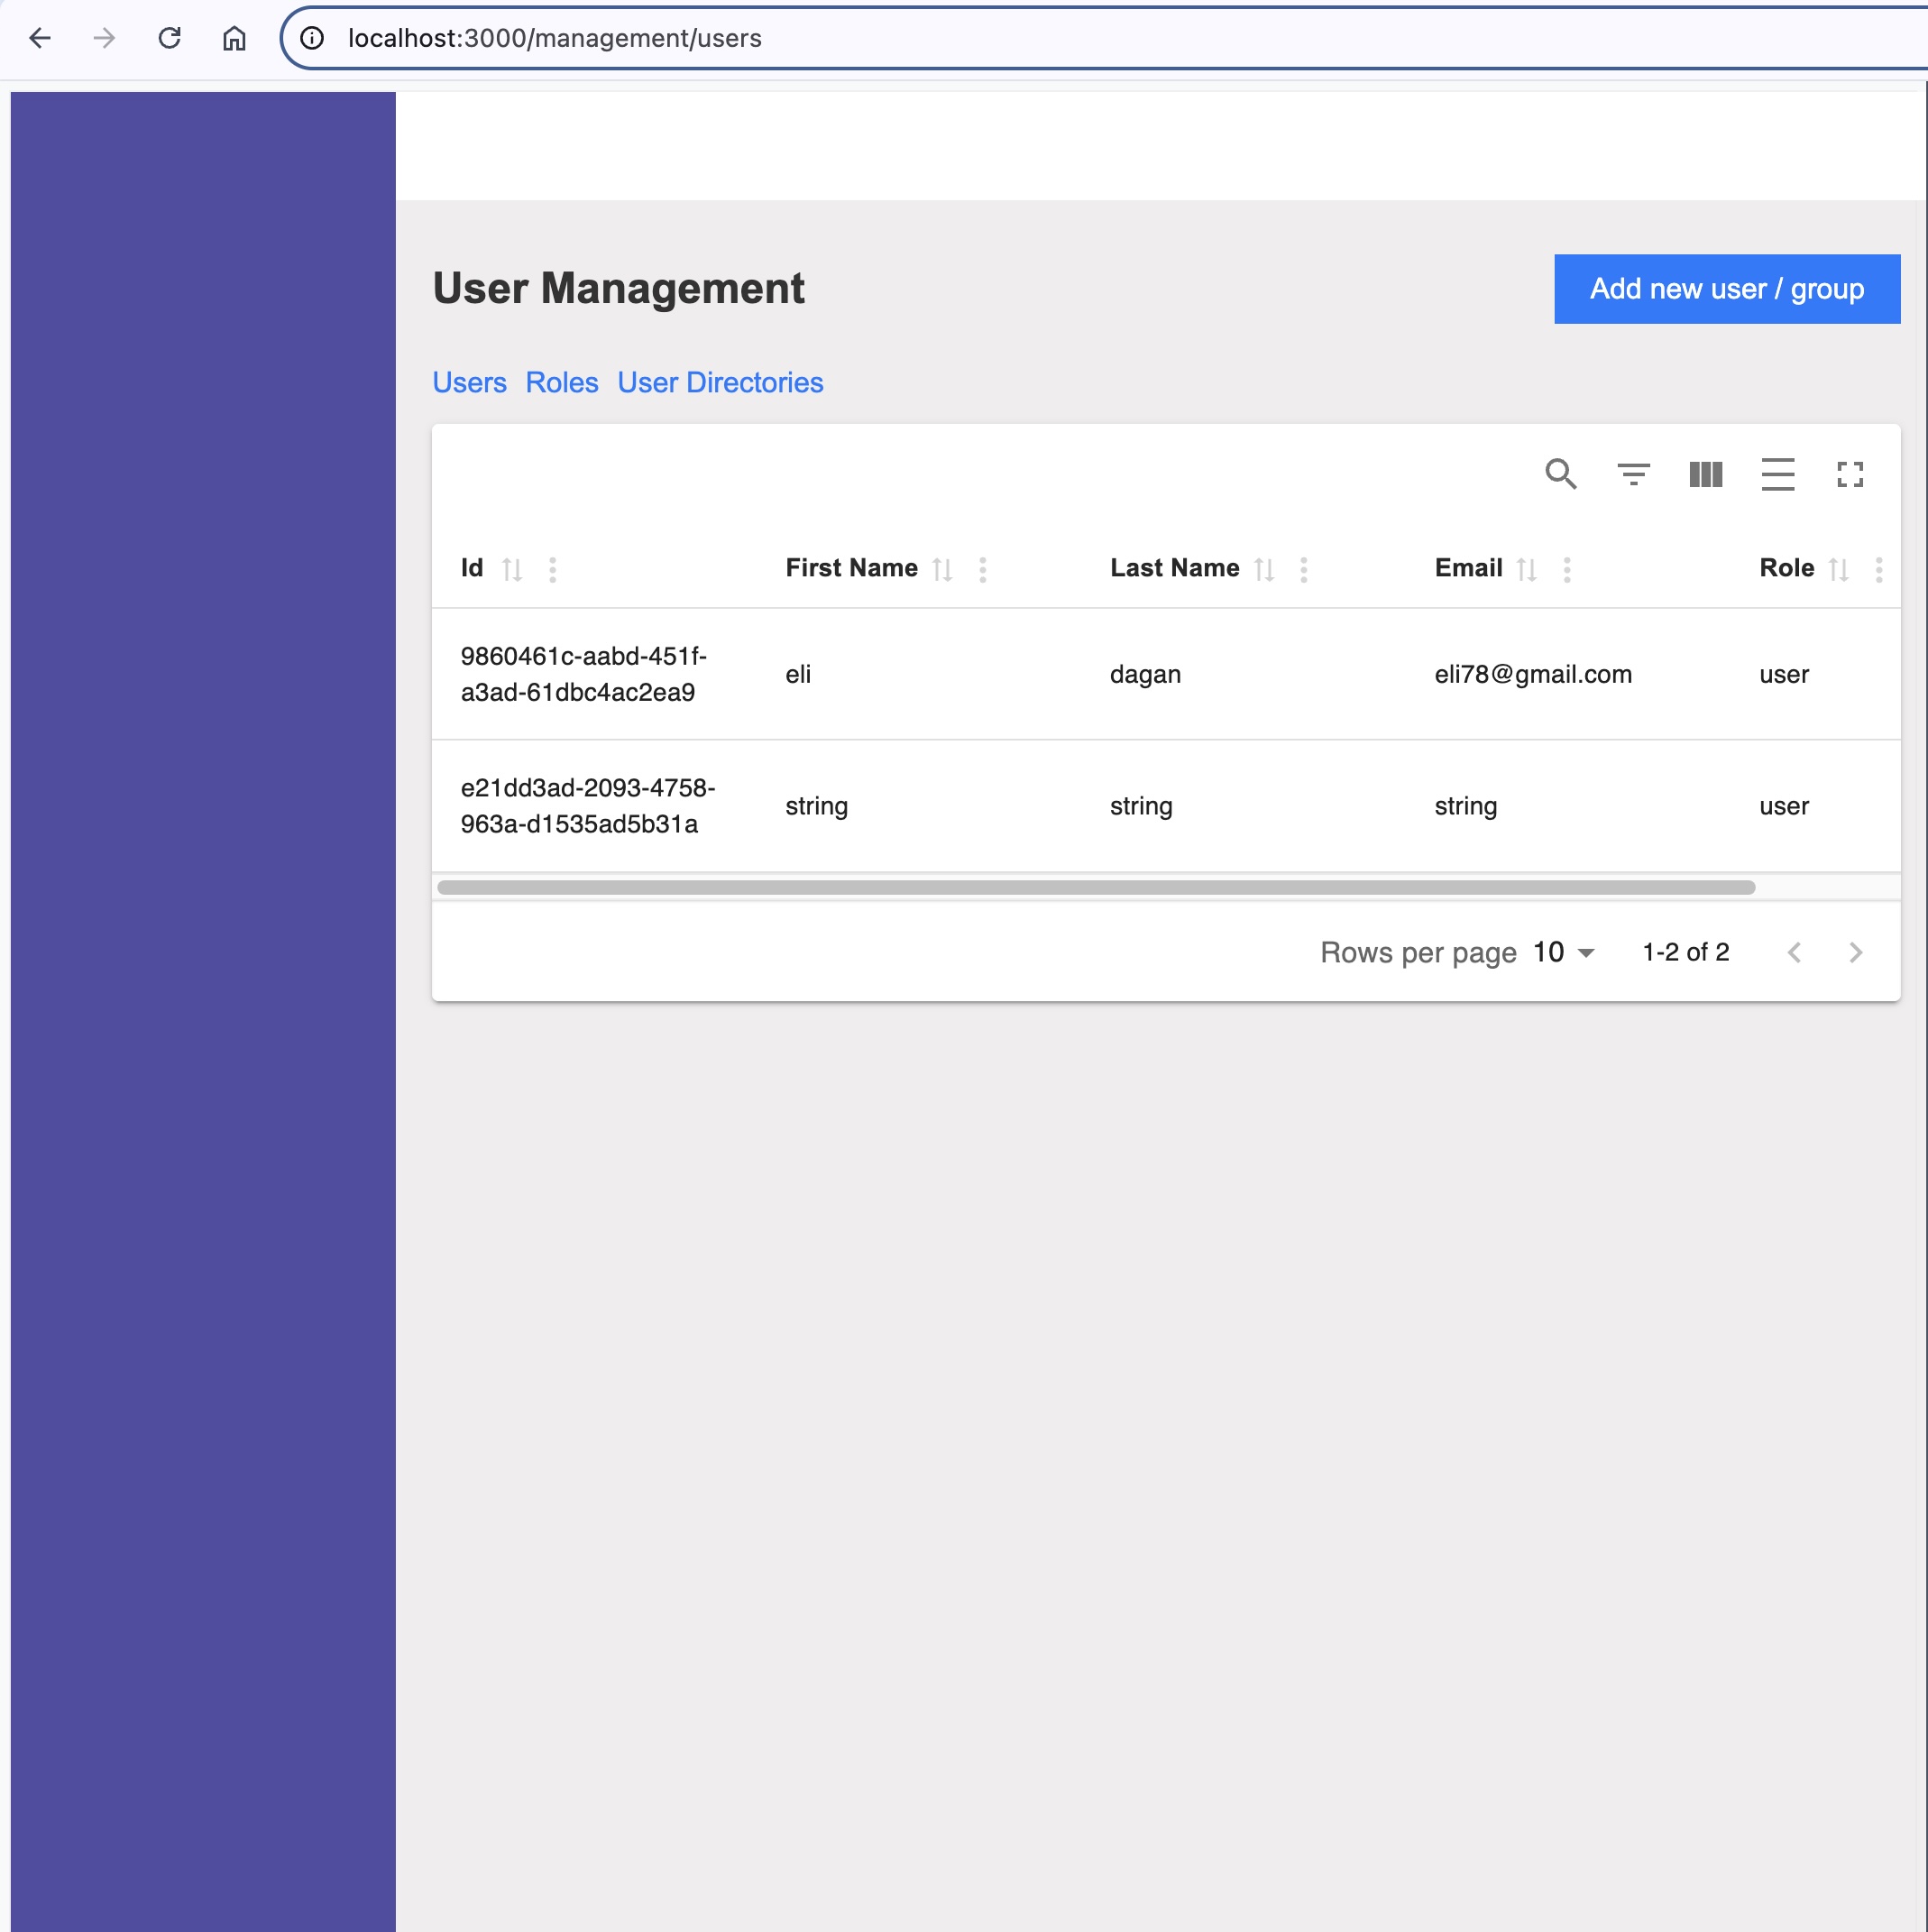 localhost:3000/management/users
User Management
Add new user / group
Users Roles User Directories
Id First Name Last Name Email Role
9860461c-aabd-451f-
a3ad-61dbc4ac2ea9
eli dagan eli78@gmail.com user
e21dd3ad-2093-4758-
963a-d1535ad5b31a
string string string user
Rows per page 10 1-2 of 2